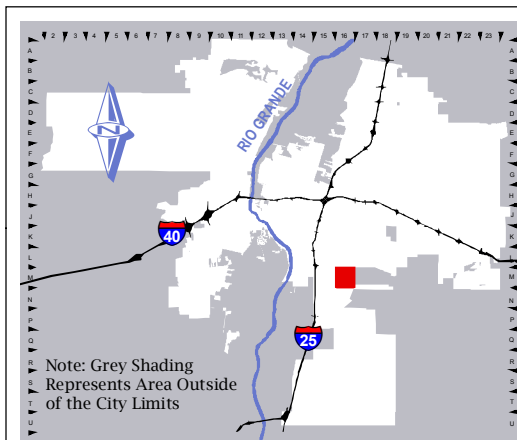 2 3 4 5 6 7 8 9 10 11 12 13 14 15 16 17 18 19 20 21 22 23
A
B
C
D
E
F
G
H
J
K
L
M
N
P
Q
R
S
T
U
N
RIO GRANDE
40
25
Note: Grey Shading
Represents Area Outside
of the City Limits
A
B
C
D
E
F
G
H
J
K
L
M
N
P
Q
R
S
T
U